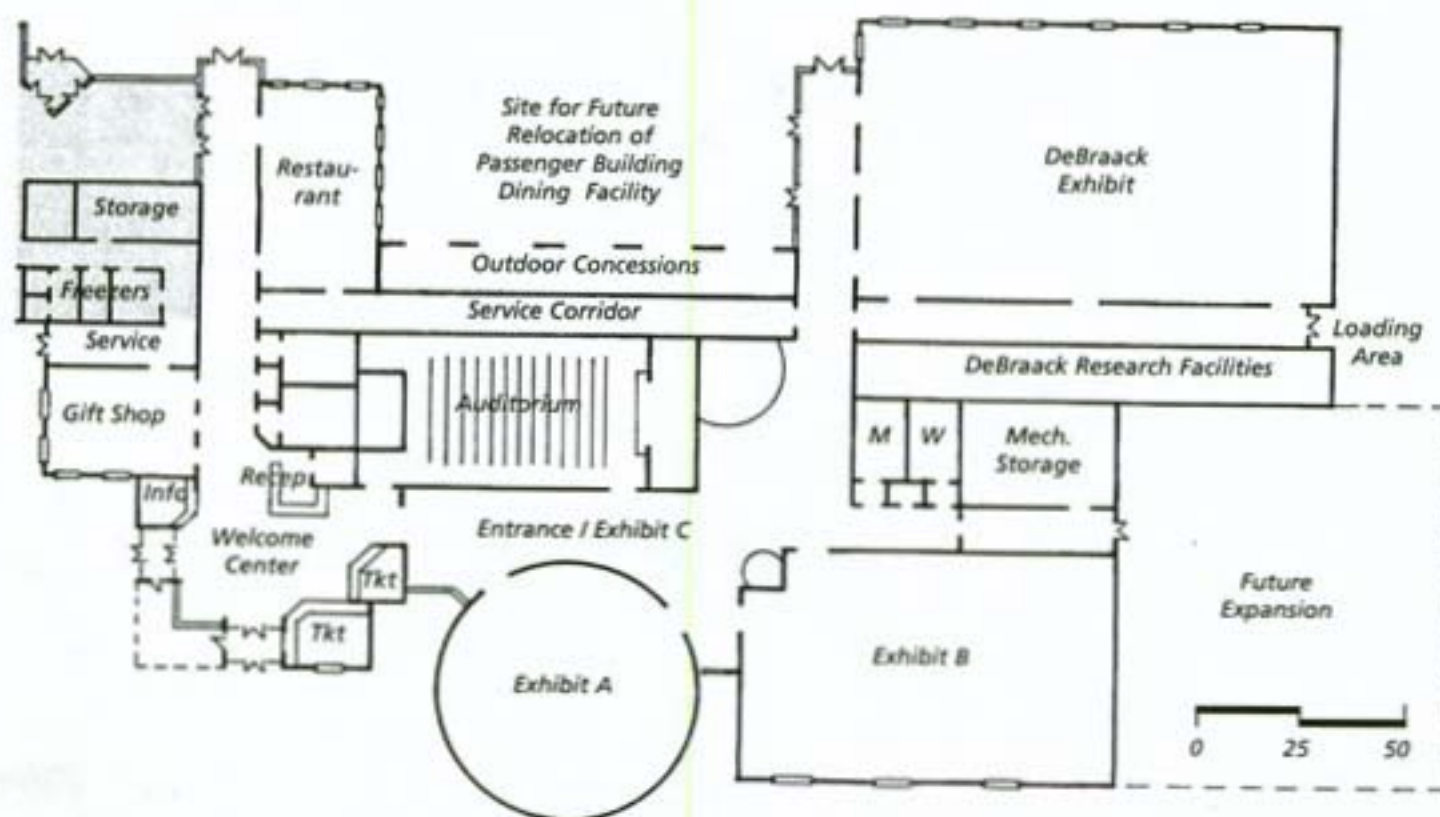 Site for Future
Relocation of
Passenger Building
Dining Facility
DeBraack
Exhibit
Restau-
rant
Storage
Outdoor Concessions
Freezers
Service Corridor
Service
Loading
Area
DeBraack Research Facilities
Gift Shop
Auditorium
M
W
Mech.
Storage
Recep
Info
Entrance / Exhibit C
Welcome
Center
Tkt
Tkt
Future
Expansion
Exhibit A
Exhibit B
0
25
50